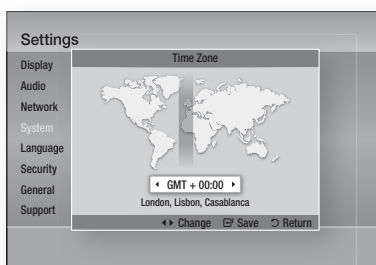 Settings
Time Zone
Display
Audio
Network
System
Language
Security
General
Support
GMT + 00:00
London, Lisbon, Casablanca
Change Save Return